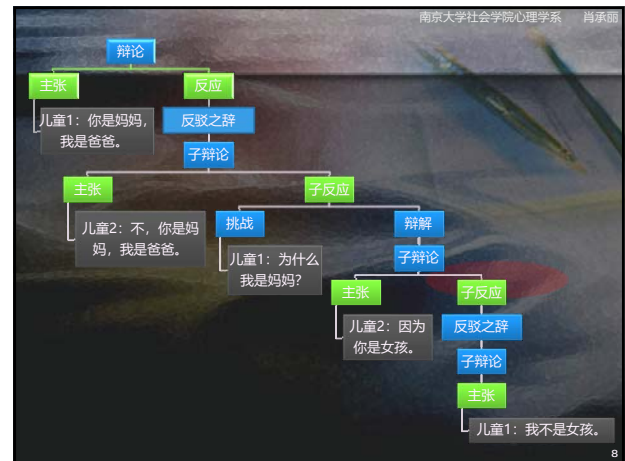 南京大学社会学院心理学系 肖承丽
辩论
主张
反应
儿童1：你是妈妈，
我是爸爸。
反驳之辞
子辩论
主张
子反应
儿童2：不，你是妈
妈，我是爸爸。
挑战
辩解
儿童1：为什么
我是妈妈？
子辩论
主张
子反应
儿童2：因为
你是女孩。
反驳之辞
子辩论
主张
儿童1：我不是女孩。
8